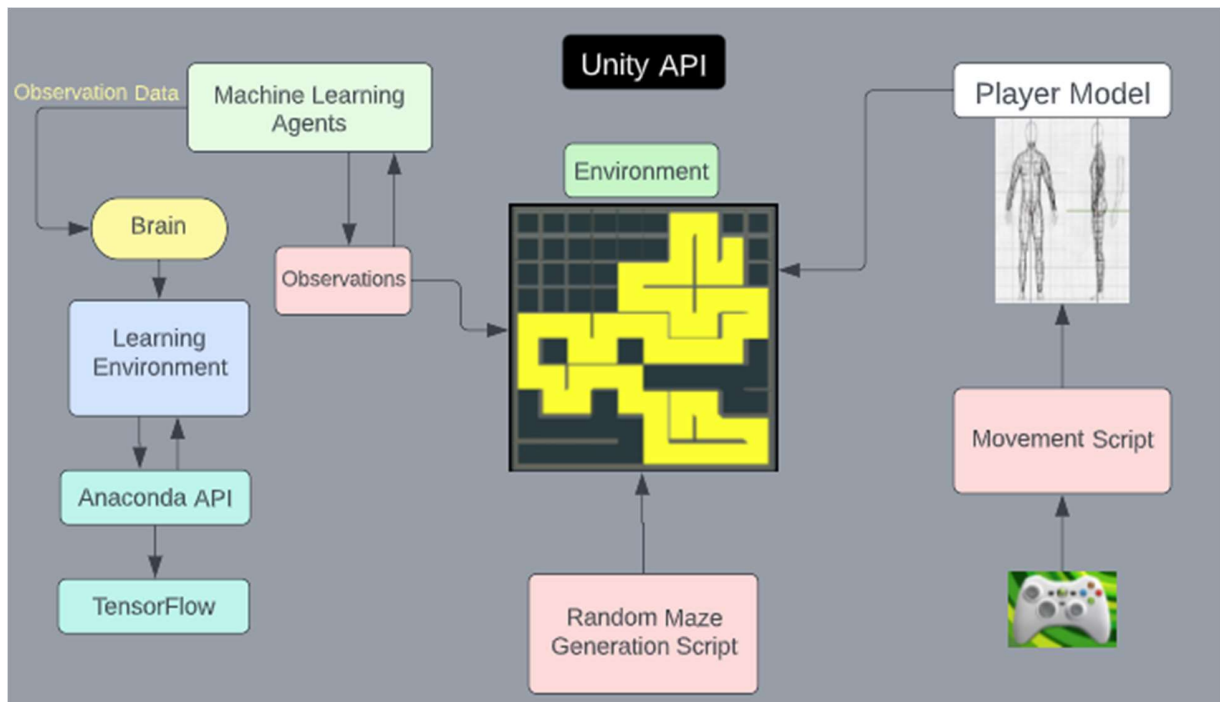 Unity API
Observation Data
Machine Learning
Agents
Player Model
Environment
Brain
Observations
Learning
Environment
Movement Script
Anaconda API
TensorFlow
Random Maze
Generation Script